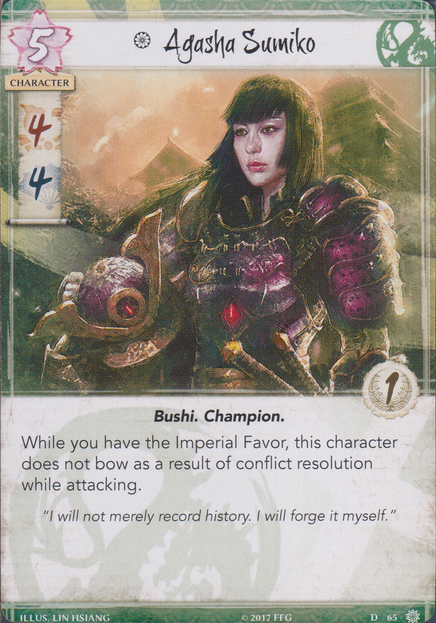 5
Agasha Sumiko
CHARACTER
4
4
1
Bushi. Champion.
While you have the Imperial Favor, this character
does not bow as a result of conflict resolution
while attacking.
“I will not merely record history. I will forge it myself.”
ILLUS. LIN HSIANG © 2017 FFG D 65